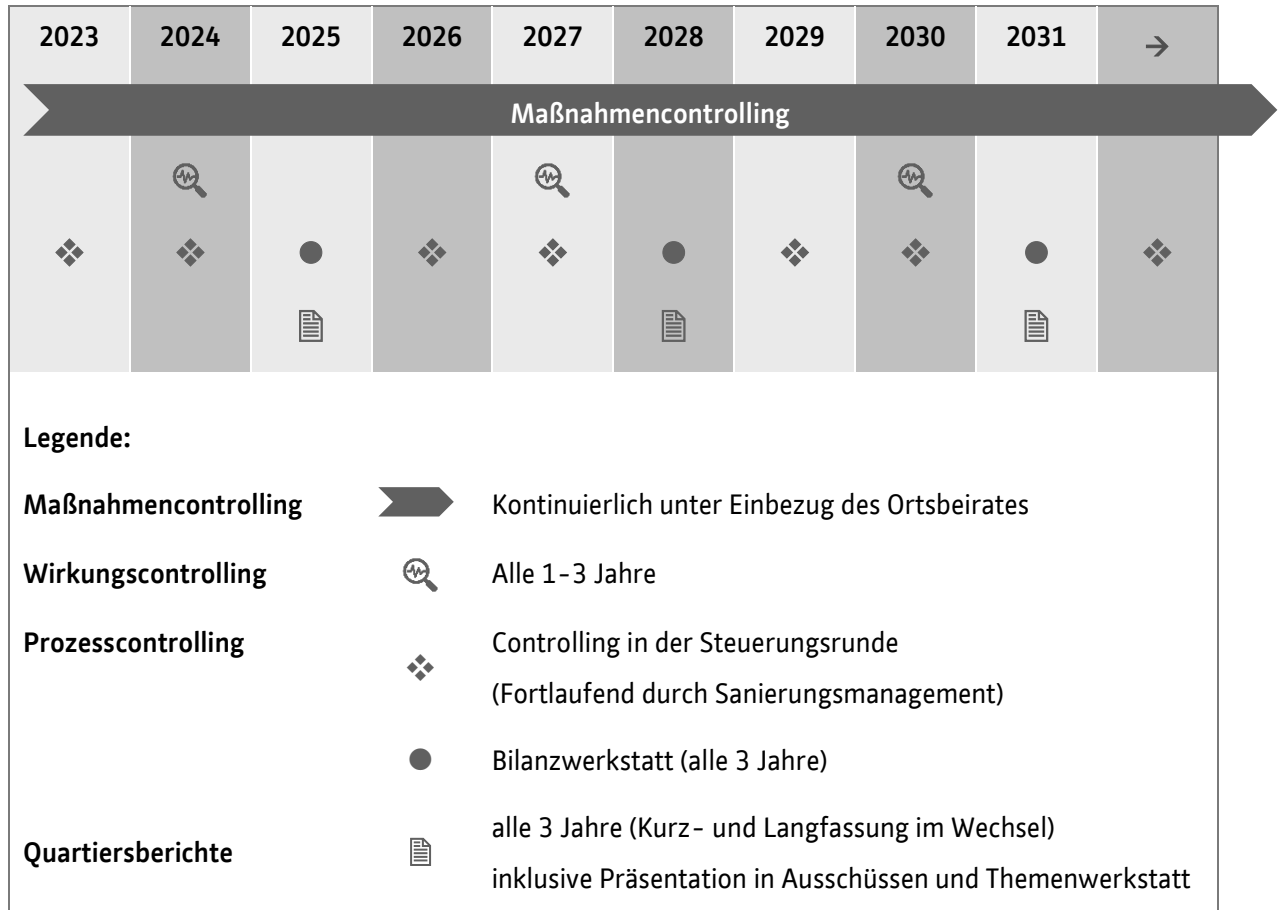 2023 2024 2025 2026 2027 2028 2029 2030 2031 →
Maßnahmencontrolling
Legende:
Maßnahmencontrolling Kontinuierlich unter Einbezug des Ortsbeirates
Wirkungscontrolling Alle 1-3 Jahre
Prozesscontrolling Controlling in der Steuerungsrunde
(Fortlaufend durch Sanierungsmanagement)
Bilanzwerkstatt (alle 3 Jahre)
Quartiersberichte alle 3 Jahre (Kurz- und Langfassung im Wechsel)
inklusive Präsentation in Ausschüssen und Themenwerkstatt